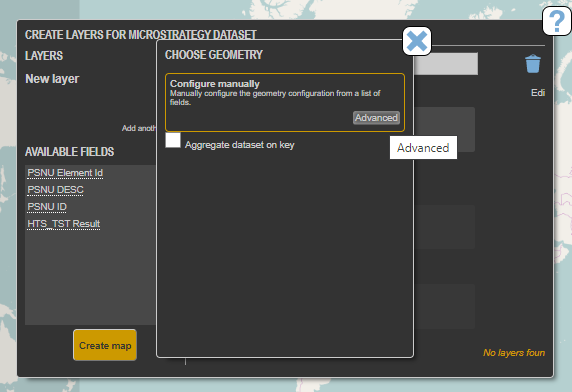 ?
CREATE LAYERS FOR MICROSTRATEGY DATASET
LAYERS
New layer
Edi
Add anoth
AVAILABLE FIELDS
PSNU Element Id
PSNU DESC
PSNU ID
HTS_TST Result
Create map
No layers foun
CHOOSE GEOMETRY
Configure manually
Manually configure the geometry configuration from a list of
fields.
Advanced
Aggregate dataset on key
Advanced